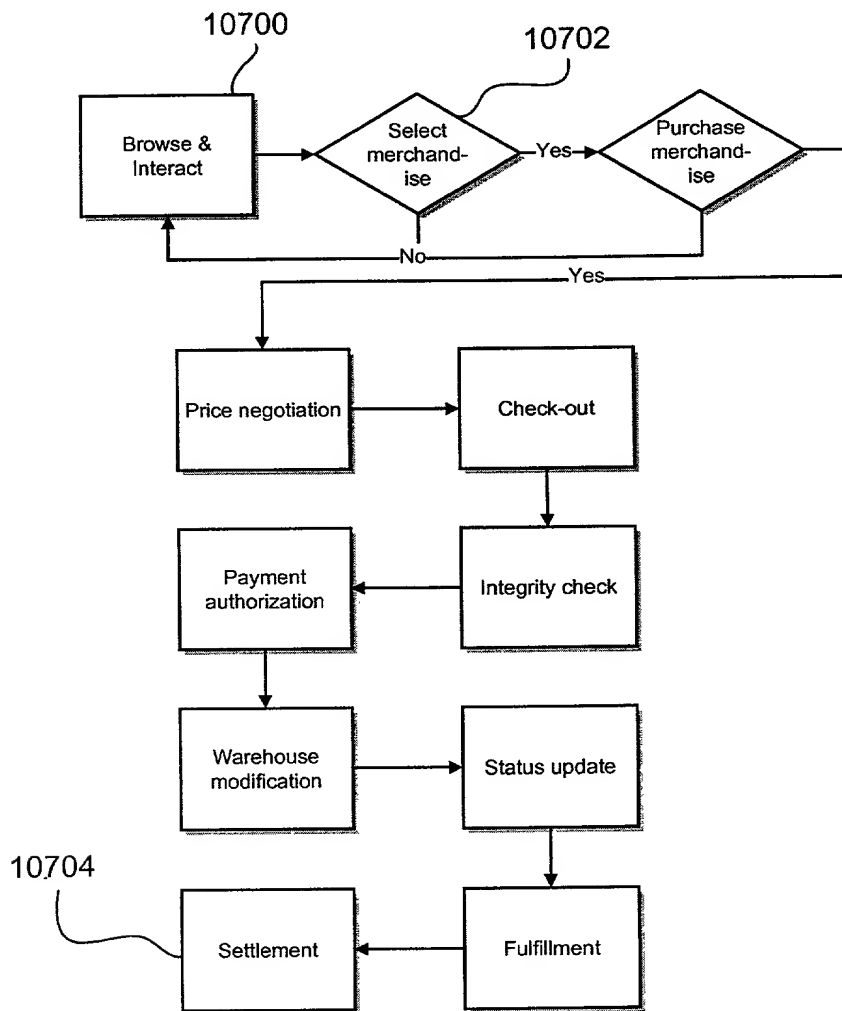 10700
10702
Browse &
Interact
Select
merchand-
ise
Yes
Purchase
merchand-
ise
No
Yes
Price negotiation
Check-out
Payment
authorization
Integrity check
Warehouse
modification
Status update
10704
Settlement
Fulfillment